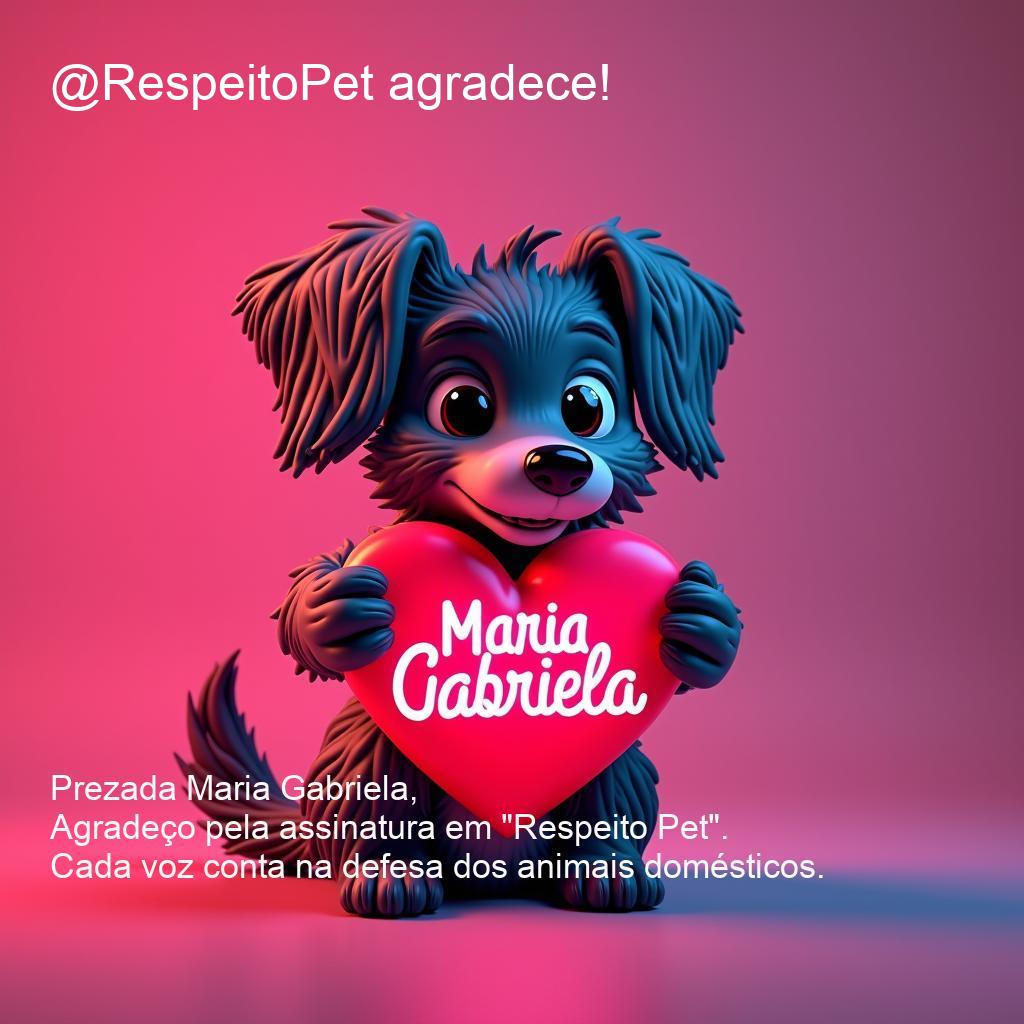 @RespeitoPet agradece!
Maria
Gabriela
Prezada Maria Gabriela,
Agradeço pela assinatura em "Respeito Pet".
Cada voz conta na defesa dos animais domésticos.